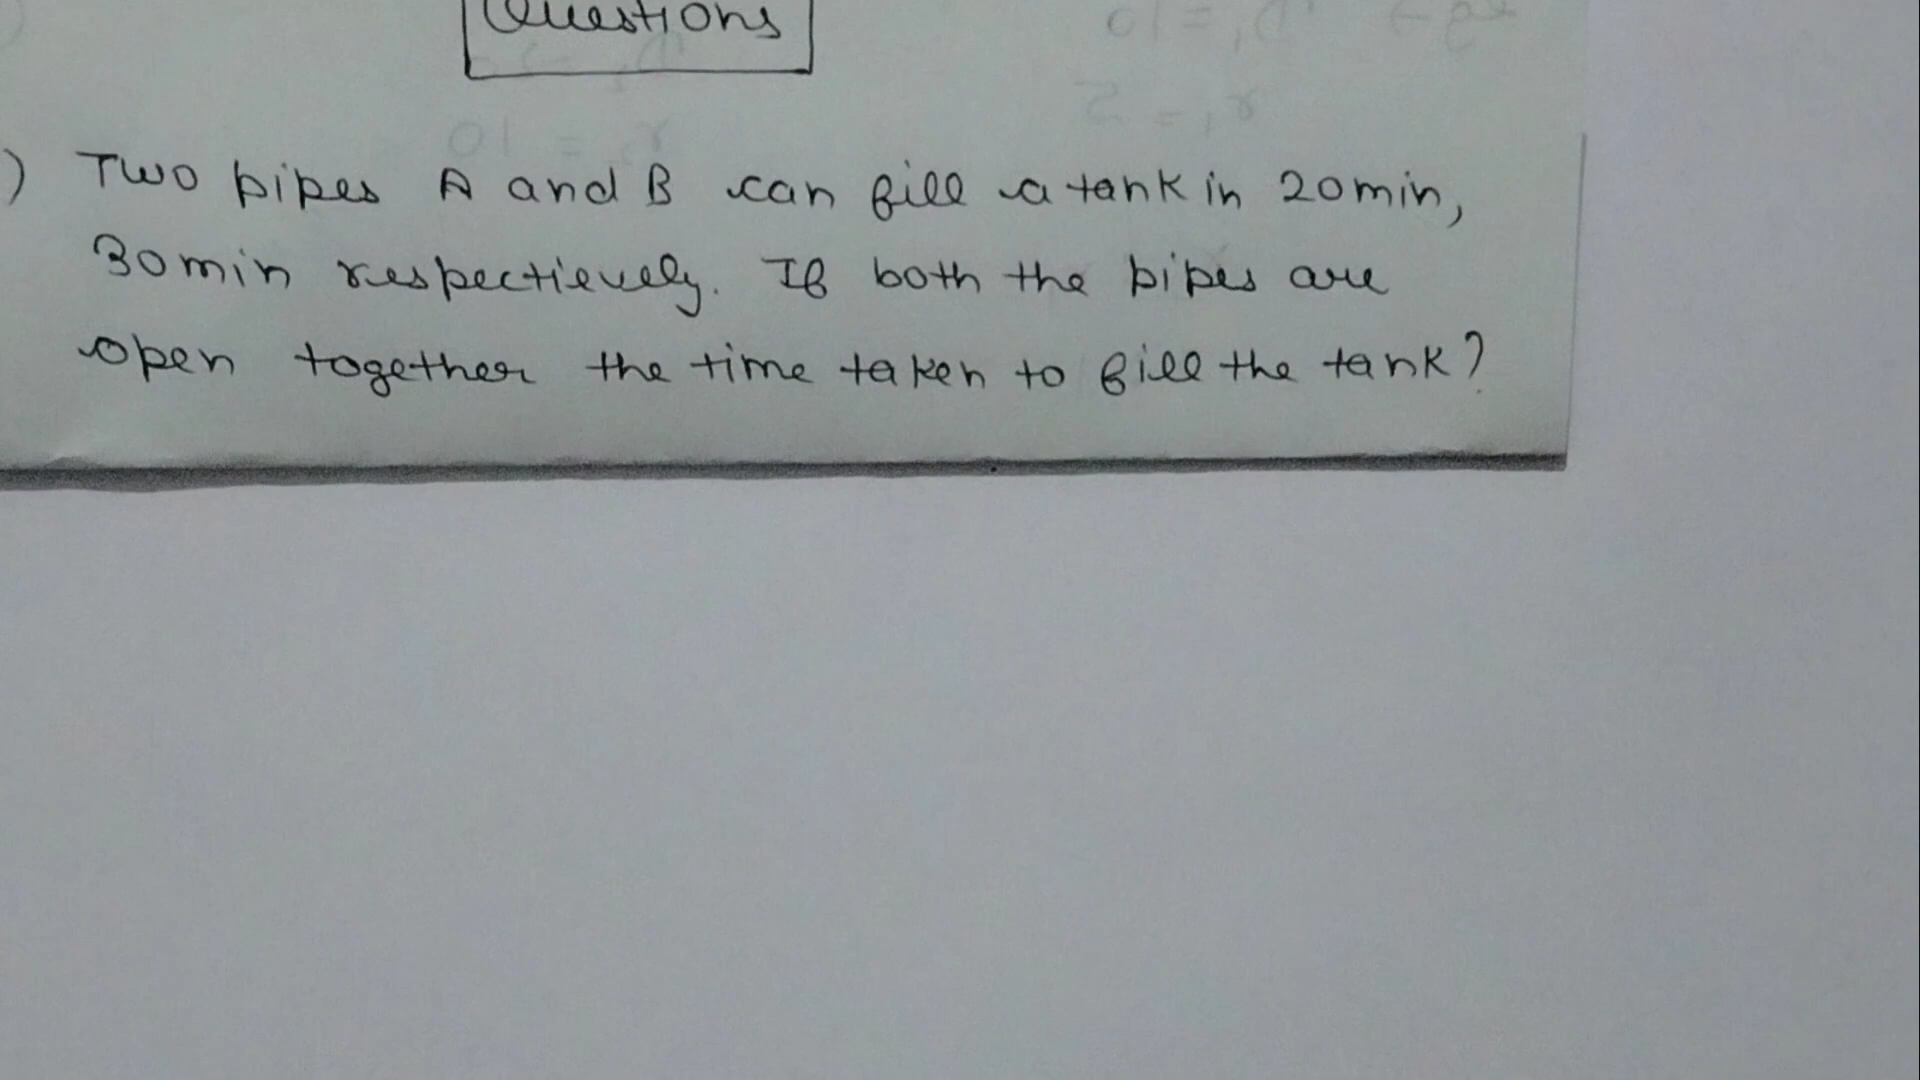 Questions
) Two pipes A and B can fill a tank in 20min,
30min respectievely. If both the pipes are
open together the time taken to fill the tank?